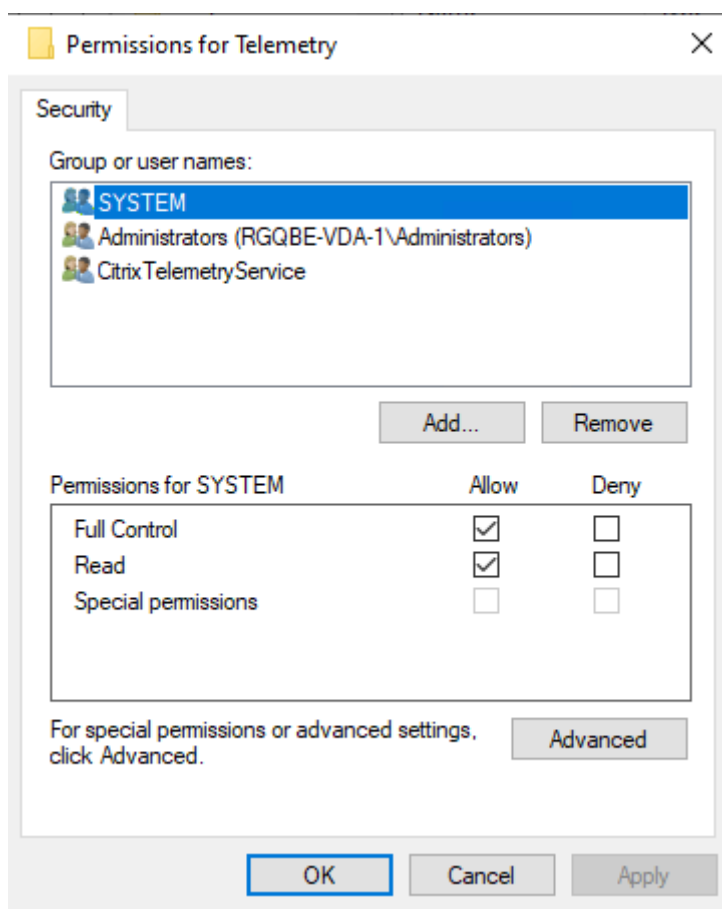 Permissions for Telemetry
Security
Group or user names:
SYSTEM
Administrators (RGQBE-VDA-1\Administrators)
CitrixTelemetryService
Add...
Remove
Permissions for SYSTEM
Allow
Deny
Full Control
Read
Special permissions
For special permissions or advanced settings,
click Advanced.
Advanced
OK
Cancel
Apply